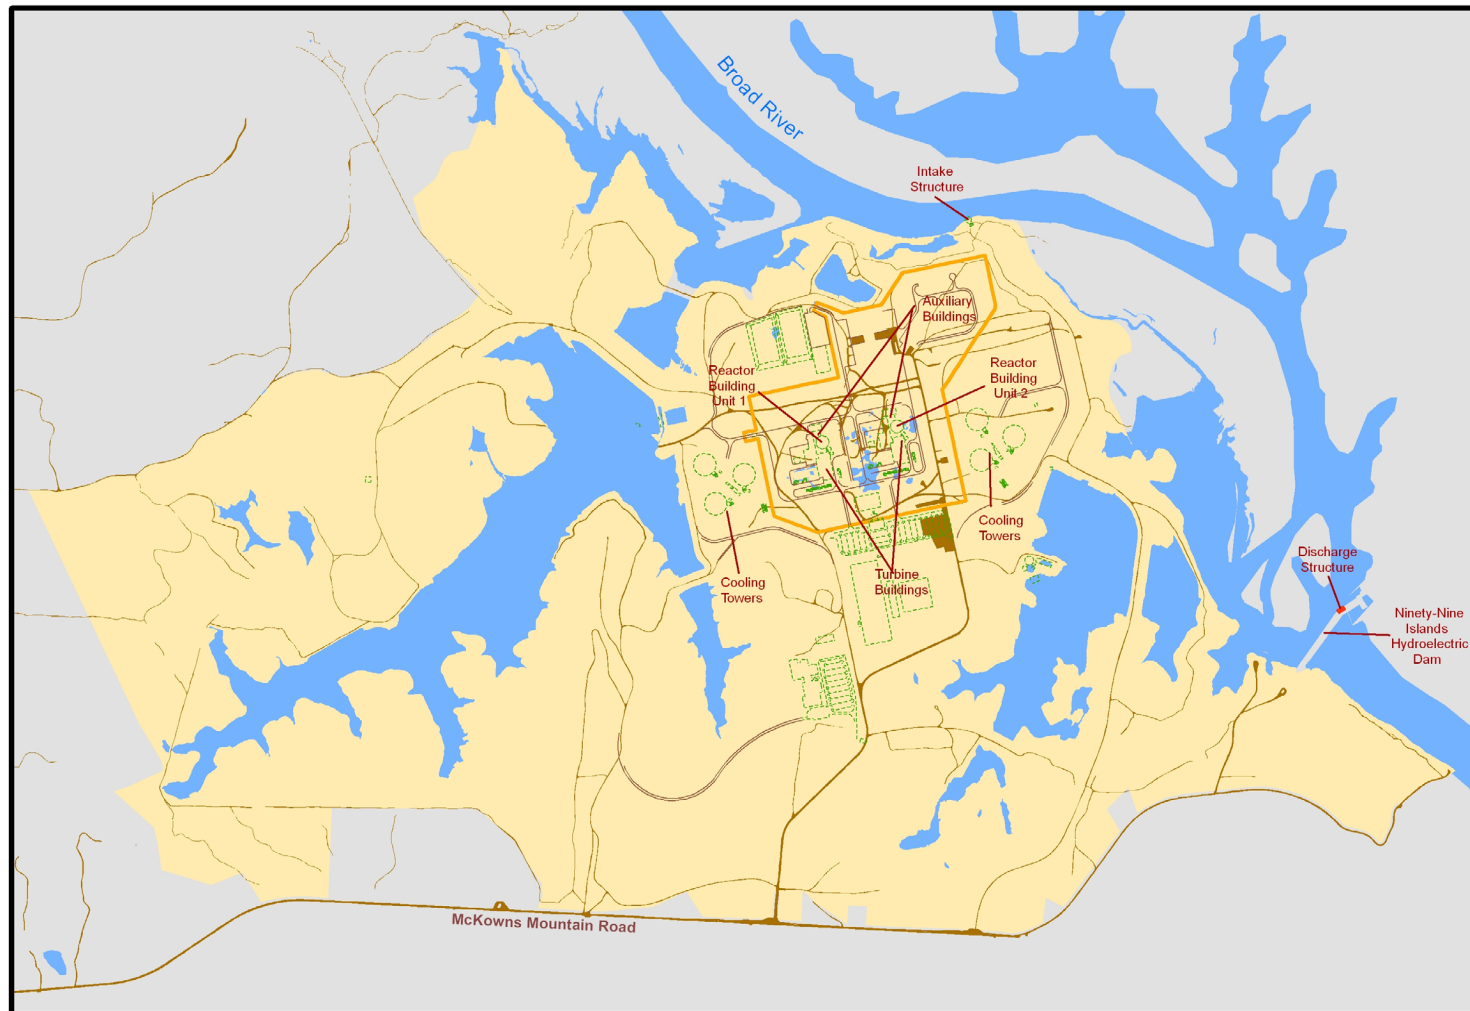 Broad River
Intake
Structure
Auxiliary
Buildings
Reactor
Building
Unit 1
Reactor
Building
Unit 2
Cooling
Towers
Cooling
Towers
Turbine
Buildings
Discharge
Structure
Ninety-Nine
Islands
Hydroelectric
Dam
McKowns Mountain Road